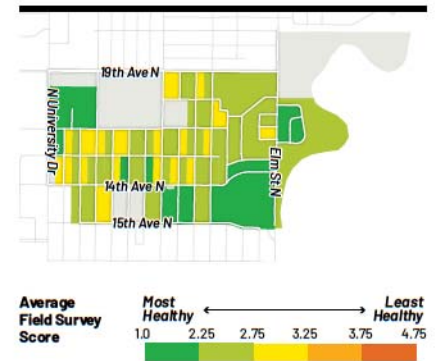 19th Ave N
N University Dr
Elm St N
14th Ave N
15th Ave N
Average Field Survey Score
Most Healthy
Least Healthy
1.0 2.25 2.75 3.25 3.75 4.75